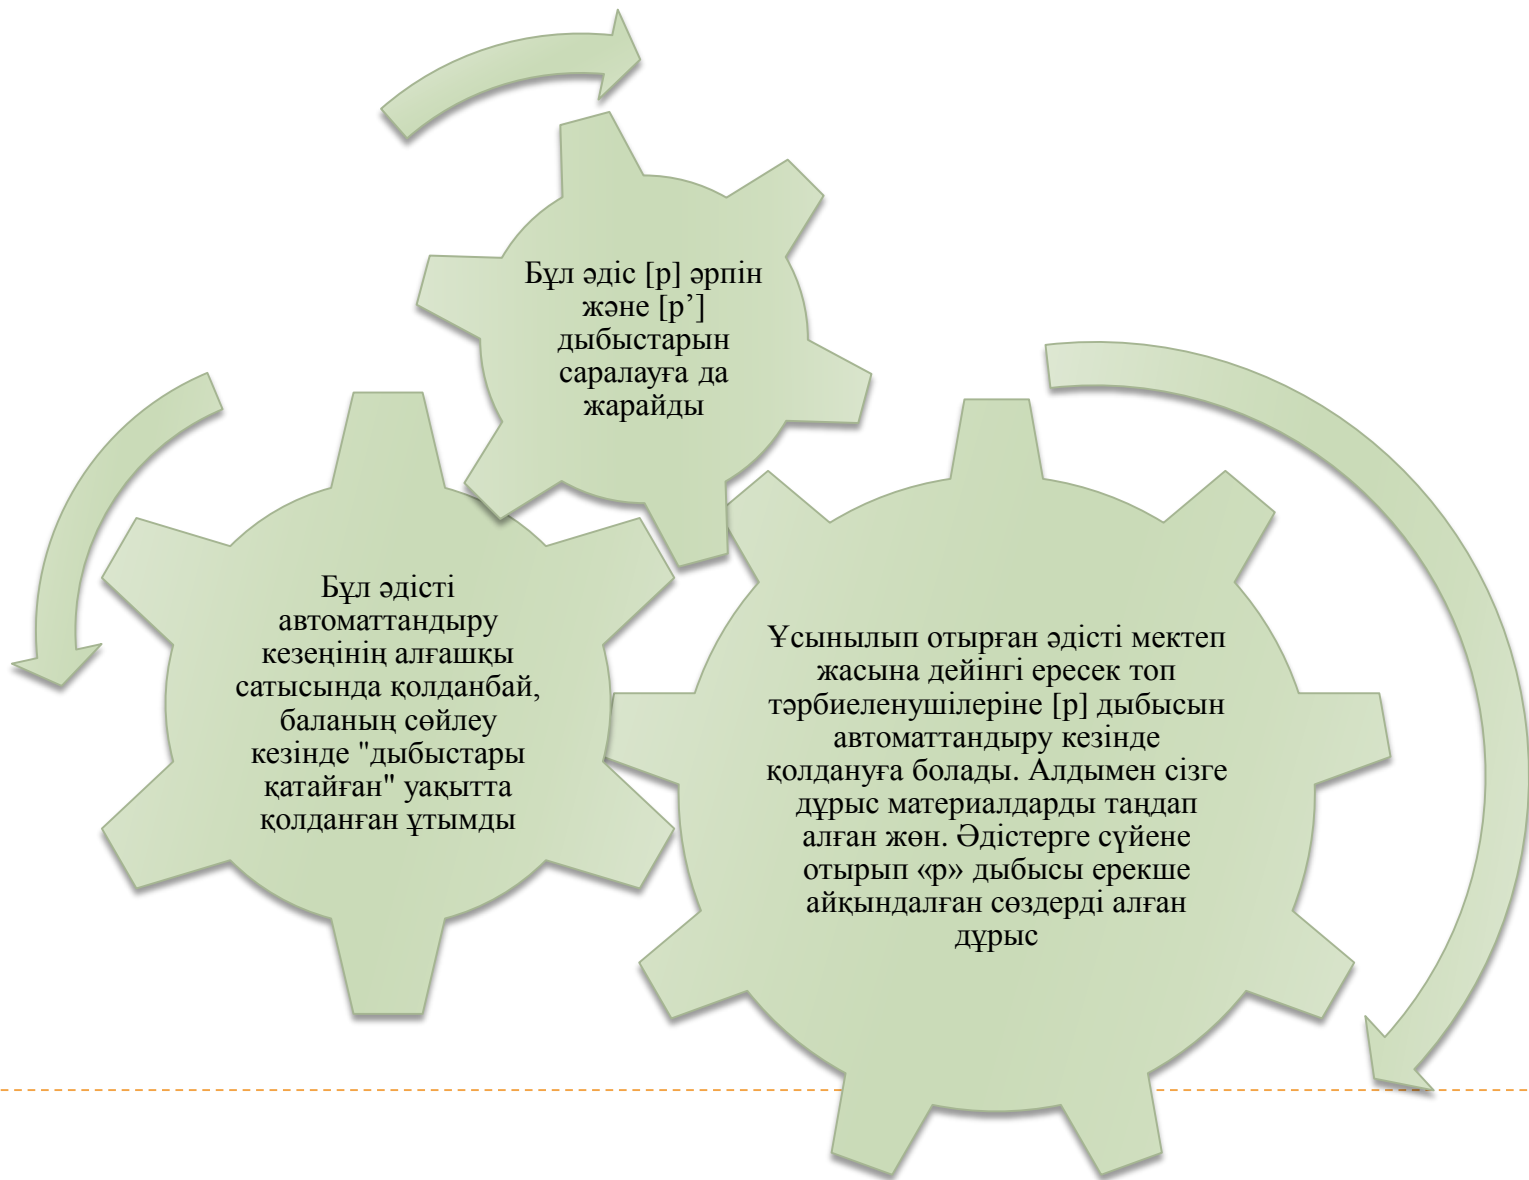 Бұл әдіс [р] әрпін
және [р’]
дыбыстарын
саралауға да
жарайды
Бұл әдісті
автоматтандыру
кезеңінің алғашқы
сатысында қолданбай,
баланың сөйлеу
кезінде "дыбыстары
қатайған" уақытта
қолданған ұтымды
Ұсынылып отырған әдісті мектеп
жасына дейінгі ересек топ
тәрбиеленушілеріне [р] дыбысын
автоматтандыру кезінде
қолдануға болады. Алдымен сізге
дұрыс материалдарды таңдап
алған жөн. Әдістерге сүйене
отырып «р» дыбысы ерекше
айқындалған сөздерді алған
дұрыс